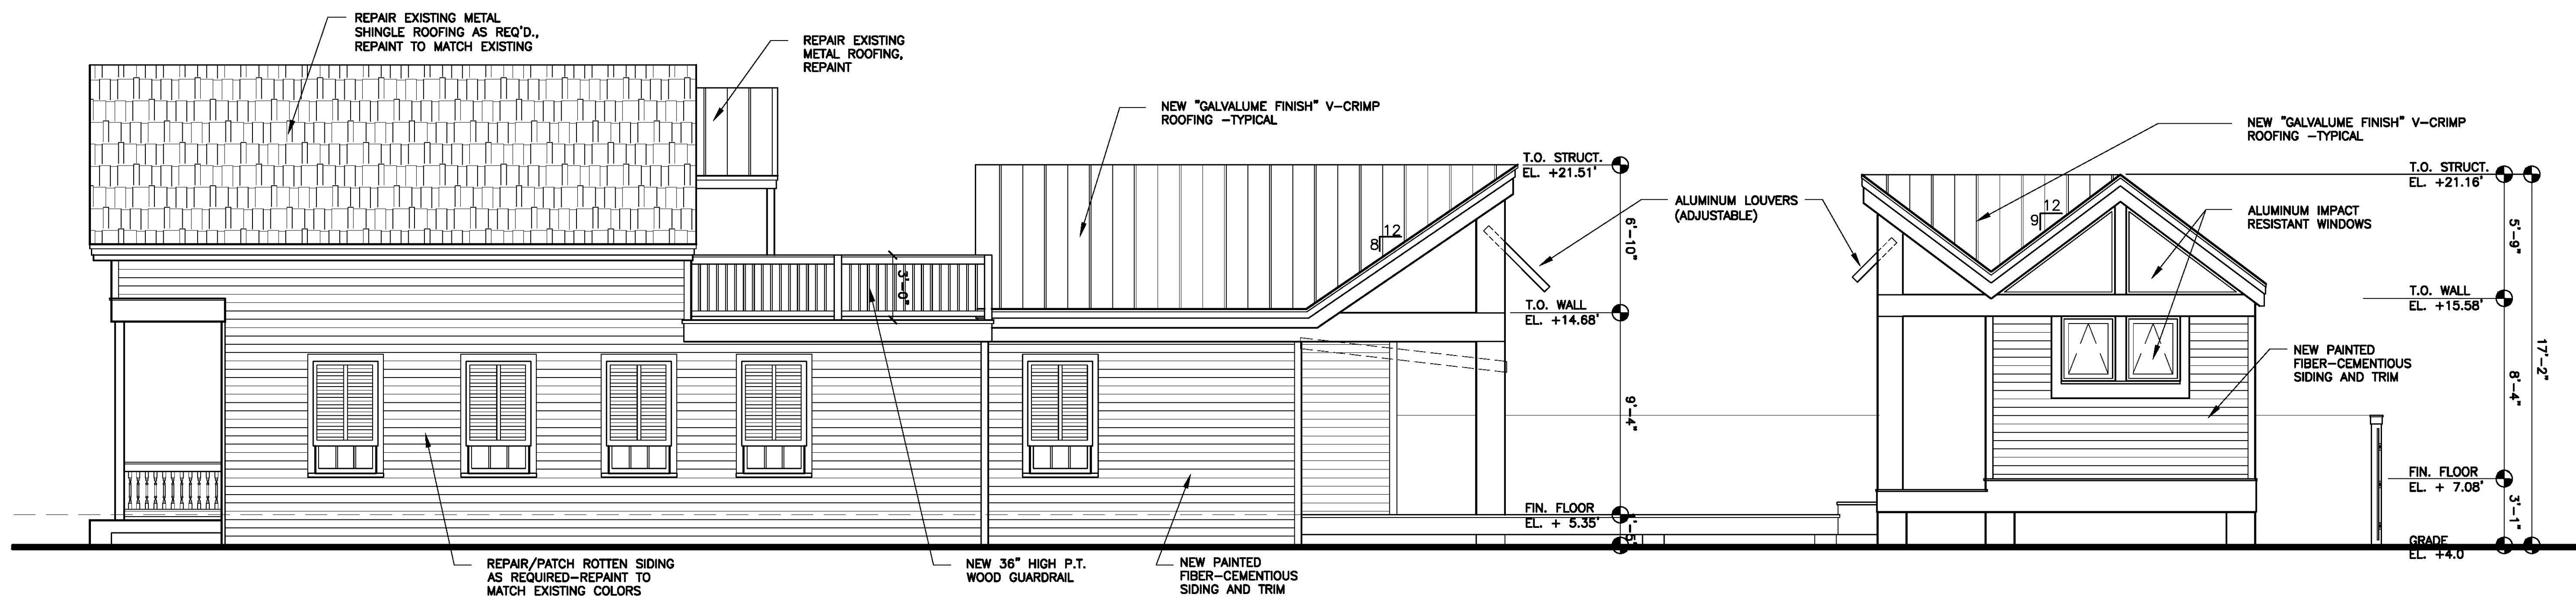 REPAIR EXISTING METAL
SHINGLE ROOFING AS REQ'D.,
REPAINT TO MATCH EXISTING
REPAIR EXISTING
METAL ROOFING,
REPAINT
NEW "GALVALUME FINISH" V-CRIMP
ROOFING -TYPICAL
T.O. STRUCT.
EL. +21.51'
12
8
6'-10"
3'-0"
T.O. WALL
EL. +14.68'
9'-4"
FIN. FLOOR
EL. + 5.35'
1'-5"
ALUMINUM LOUVERS
(ADJUSTABLE)
NEW "GALVALUME FINISH" V-CRIMP
ROOFING -TYPICAL
T.O. STRUCT.
EL. +21.16'
12
9
ALUMINUM IMPACT
RESISTANT WINDOWS
5'-9"
T.O. WALL
EL. +15.58'
NEW PAINTED
FIBER-CEMENTIOUS
SIDING AND TRIM
8'-4"
17'-2"
FIN. FLOOR
EL. + 7.08'
3'-1"
GRADE
EL. +4.0
REPAIR/PATCH ROTTEN SIDING
AS REQUIRED-REPAINT TO
MATCH EXISTING COLORS
NEW 36" HIGH P.T.
WOOD GUARDRAIL
NEW PAINTED
FIBER-CEMENTIOUS
SIDING AND TRIM